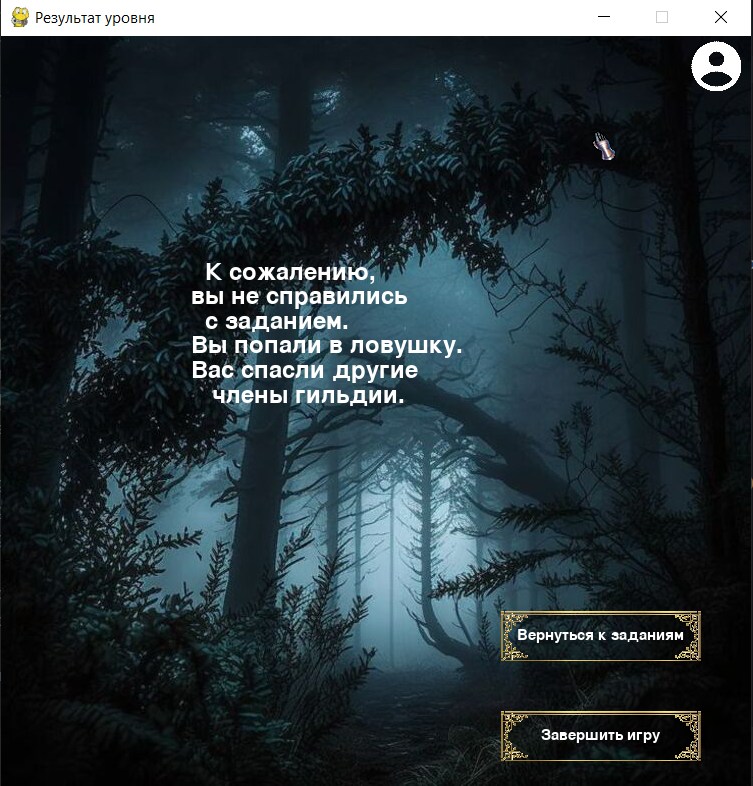 Результат уровня
К сожалению,
вы не справились
с заданием.
Вы попали в ловушку.
Вас спасли другие
члены гильдии.
Вернуться к заданиям
Завершить игру